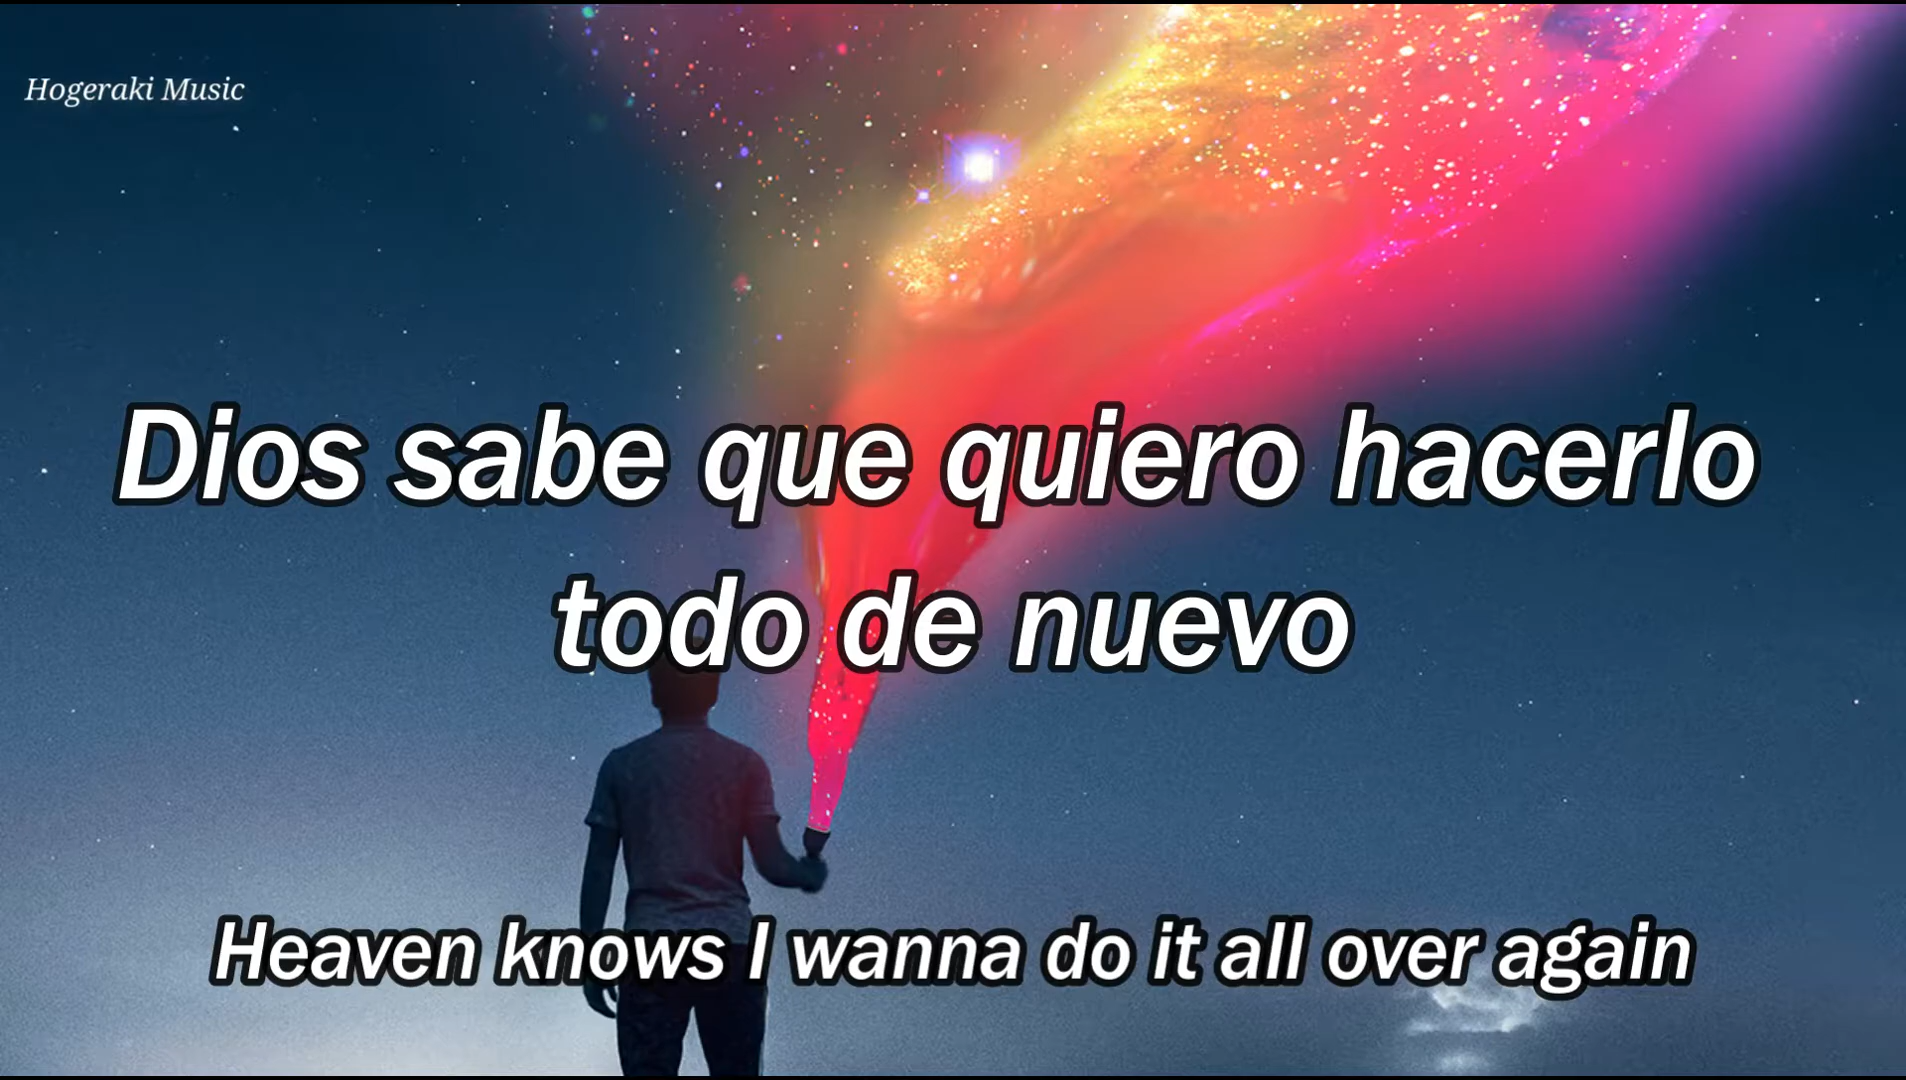 Hogeraki Music
Dios sabe que quiero hacerlo
todo de nuevo
Heaven knows I wanna do it all over again